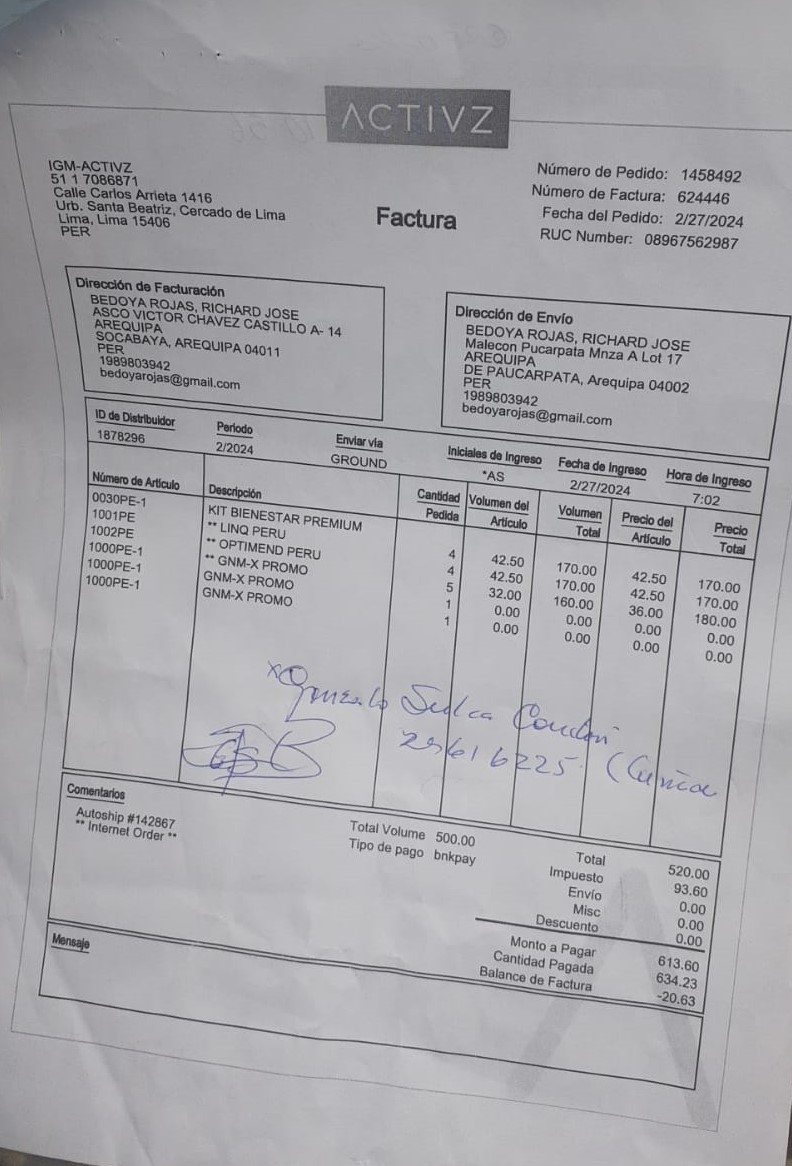 ACTIVZ
IGM-ACTIVZ
51 1 7086871
Calle Carlos Arrieta 1416
Urb. Santa Beatriz, Cercado de Lima
Lima, Lima 15406
PER
Factura
Número de Pedido: 1458492
Número de Factura: 624446
Fecha del Pedido: 2/27/2024
RUC Number: 08967562987
Dirección de Facturación
BEDOYA ROJAS, RICHARD JOSE
ASCO VICTOR CHAVEZ CASTILLO A- 14
AREQUIPA
SOCABAYA, AREQUIPA 04011
PER
1989803942
bedoyarojas@gmail.com
Dirección de Envío
BEDOYA ROJAS, RICHARD JOSE
Malecon Pucarpata Mnza A Lot 17
AREQUIPA
DE PAUCARPATA, Arequipa 04002
PER
1989803942
bedoyarojas@gmail.com
ID de Distribuidor Periodo Enviar vía Iniciales de Ingreso Fecha de Ingreso Hora de Ingreso
1878296 2/2024 GROUND *AS 2/27/2024 7:02
Número de Artículo Descripción Cantidad Pedida Volumen del Artículo Volumen Total Precio del Artículo Precio Total
0030PE-1 KIT BIENESTAR PREMIUM 4 42.50 170.00 42.50 170.00
1001PE ** LINQ PERU 4 42.50 170.00 42.50 170.00
1002PE ** OPTIMEND PERU 5 32.00 160.00 36.00 180.00
1000PE-1 ** GNM-X PROMO 1 0.00 0.00 0.00 0.00
1000PE-1 GNM-X PROMO 1 0.00 0.00 0.00 0.00
1000PE-1 GNM-X PROMO
Gonzalo Sulca
29616225
Comentarios
Autoship #142867
** Internet Order **
Total Volume 500.00
Tipo de pago bnkpay
Total 520.00
Impuesto 93.60
Envío 0.00
Misc 0.00
Descuento 0.00
Monto a Pagar 613.60
Cantidad Pagada 634.23
Balance de Factura -20.63
Mensaje